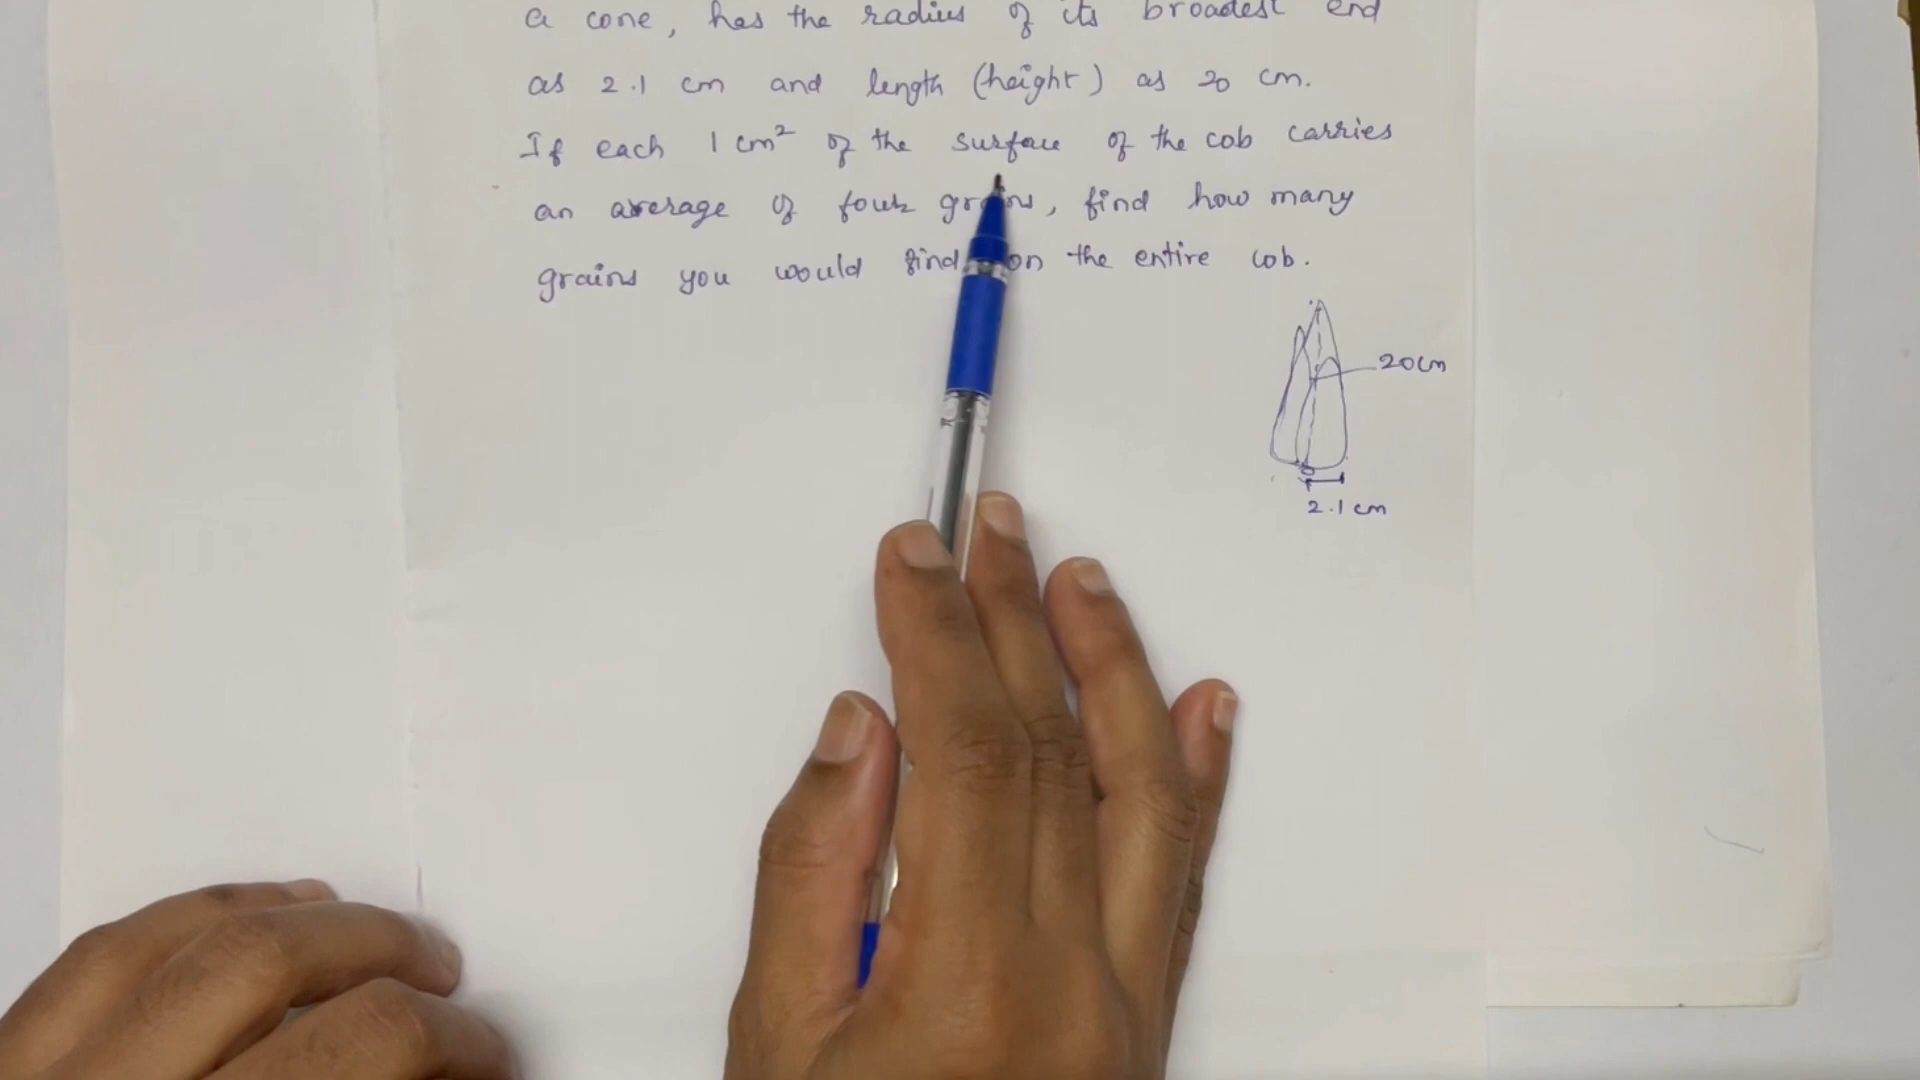 a cone, has the radius of its broadest end
as 2.1 cm and length (height) as 20 cm.
If each 1 cm² of the surface of the cob carries
an average of four grains, find how many
grains you would find on the entire cob.
20cm
2.1 cm